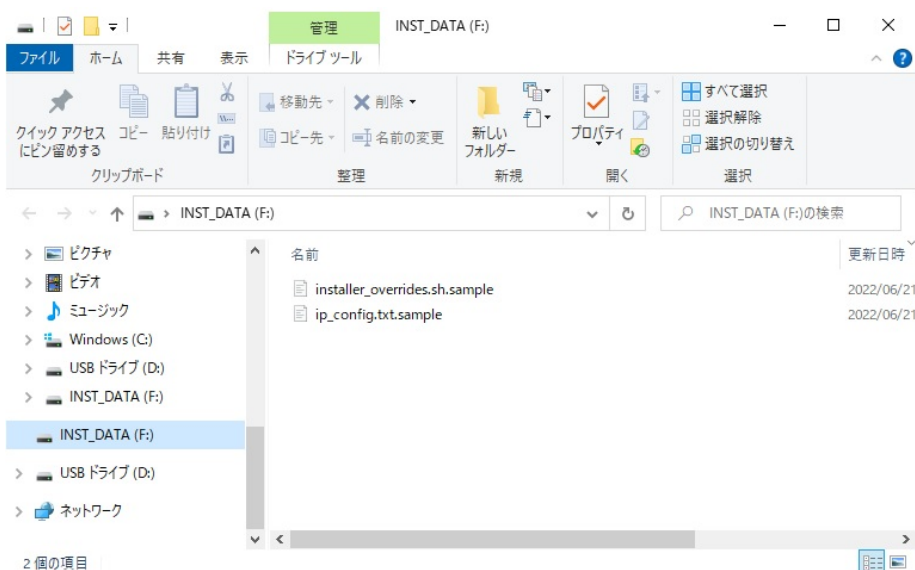 管理
INST_DATA (F:)
ファイル
ホーム
共有
表示
ドライブ ツール
クイック アクセス
にピン留めする
コピー
貼り付け
クリップボード
移動先
コピー先
削除
名前の変更
整理
新しい
フォルダー
新規
プロパティ
開く
すべて選択
選択解除
選択の切り替え
選択
INST_DATA (F:)
INST_DATA (F:)の検索
ピクチャ
ビデオ
ミュージック
Windows (C:)
USB ドライブ (D:)
INST_DATA (F:)
INST_DATA (F:)
USB ドライブ (D:)
ネットワーク
名前
更新日時
installer_overrides.sh.sample
2022/06/21
ip_config.txt.sample
2022/06/21
2 個の項目